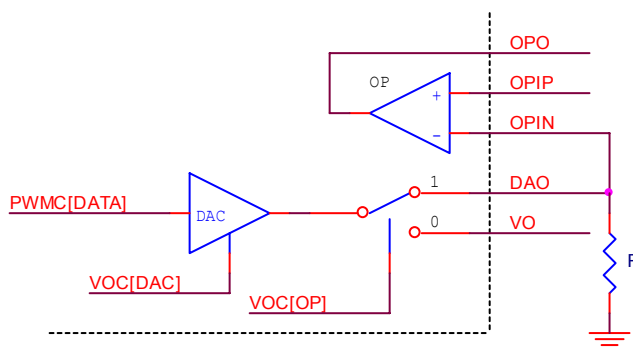 OPO
OP
OPIP
+
OPIN
-
1
DAO
PWMC[DATA]
DAC
0
VO
R
VOC[DAC]
VOC[OP]